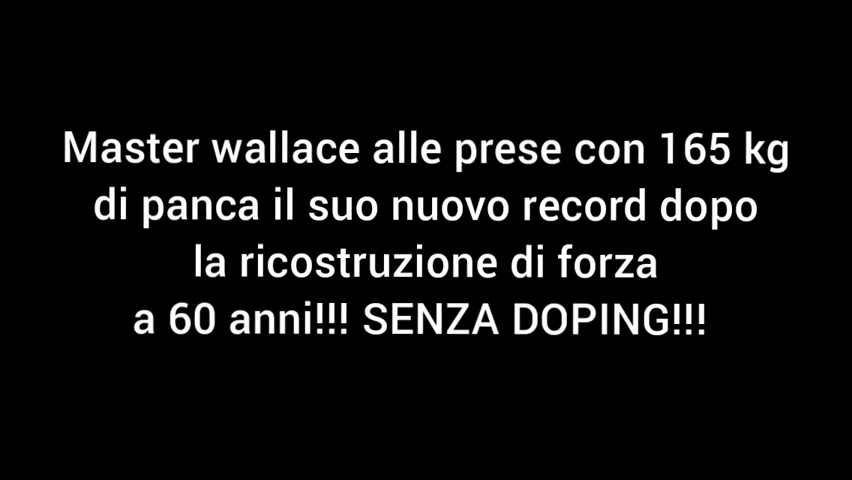 Master wallace alle prese con 165 kg
di panca il suo nuovo record dopo
la ricostruzione di forza
a 60 anni!!! SENZA DOPING!!!